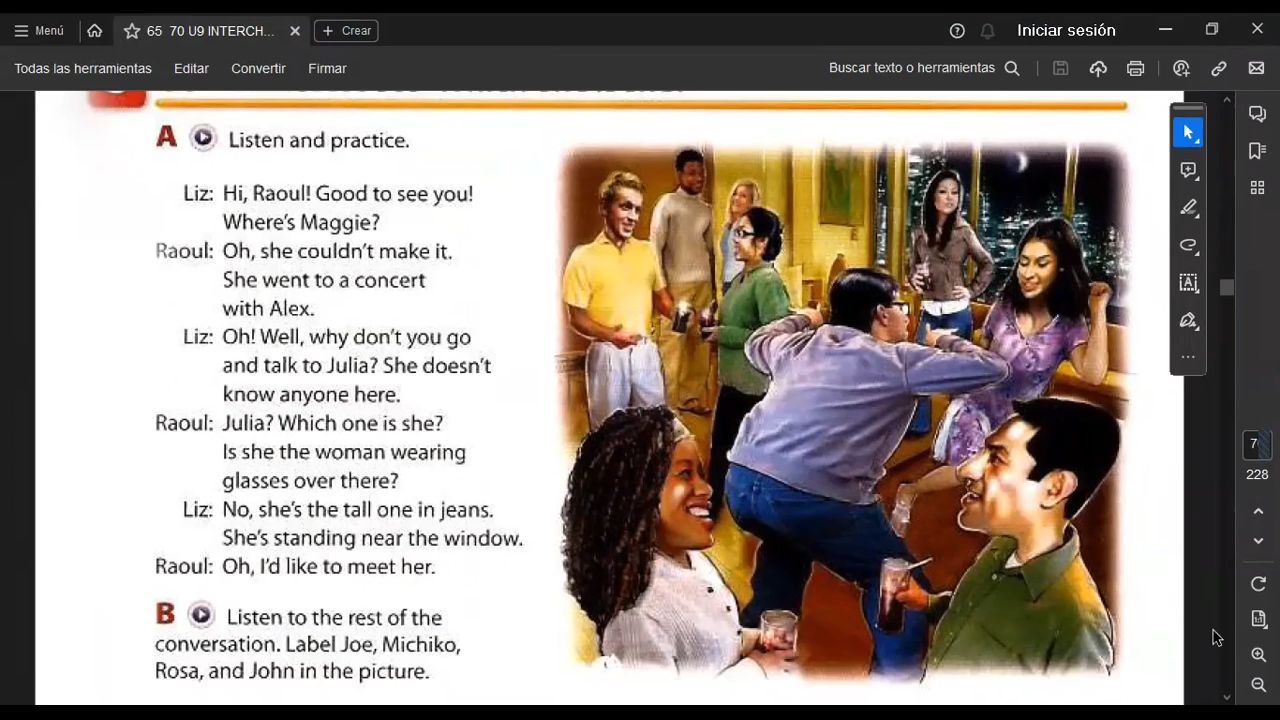 Menú
65 70 U9 INTERCH...
Crear
Iniciar sesión
Todas las herramientas
Editar
Convertir
Firmar
Buscar texto o herramientas
A Listen and practice.
Liz: Hi, Raoul! Good to see you!
Where's Maggie?
Raoul: Oh, she couldn't make it.
She went to a concert
with Alex.
Liz: Oh! Well, why don't you go
and talk to Julia? She doesn't
know anyone here.
Raoul: Julia? Which one is she?
Is she the woman wearing
glasses over there?
Liz: No, she's the tall one in jeans.
She's standing near the window.
Raoul: Oh, I'd like to meet her.
B Listen to the rest of the
conversation. Label Joe, Michiko,
Rosa, and John in the picture.
7
228